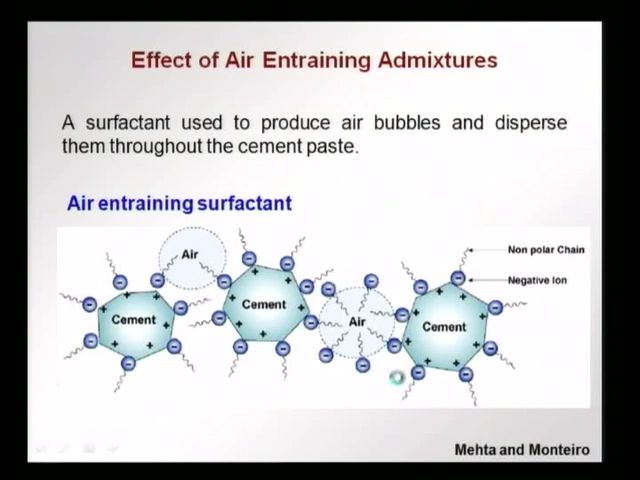 Effect of Air Entraining Admixtures
A surfactant used to produce air bubbles and disperse
them throughout the cement paste.
Air entraining surfactant
Air
Non polar Chain
Negative Ion
Cement
Cement
Air
Cement
Mehta and Monteiro